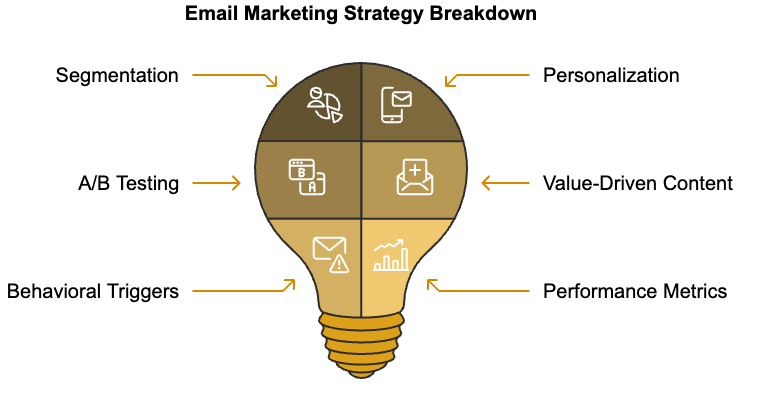 Email Marketing Strategy Breakdown
Segmentation
Personalization
B
A
A/B Testing
Value-Driven Content
Behavioral Triggers
Performance Metrics